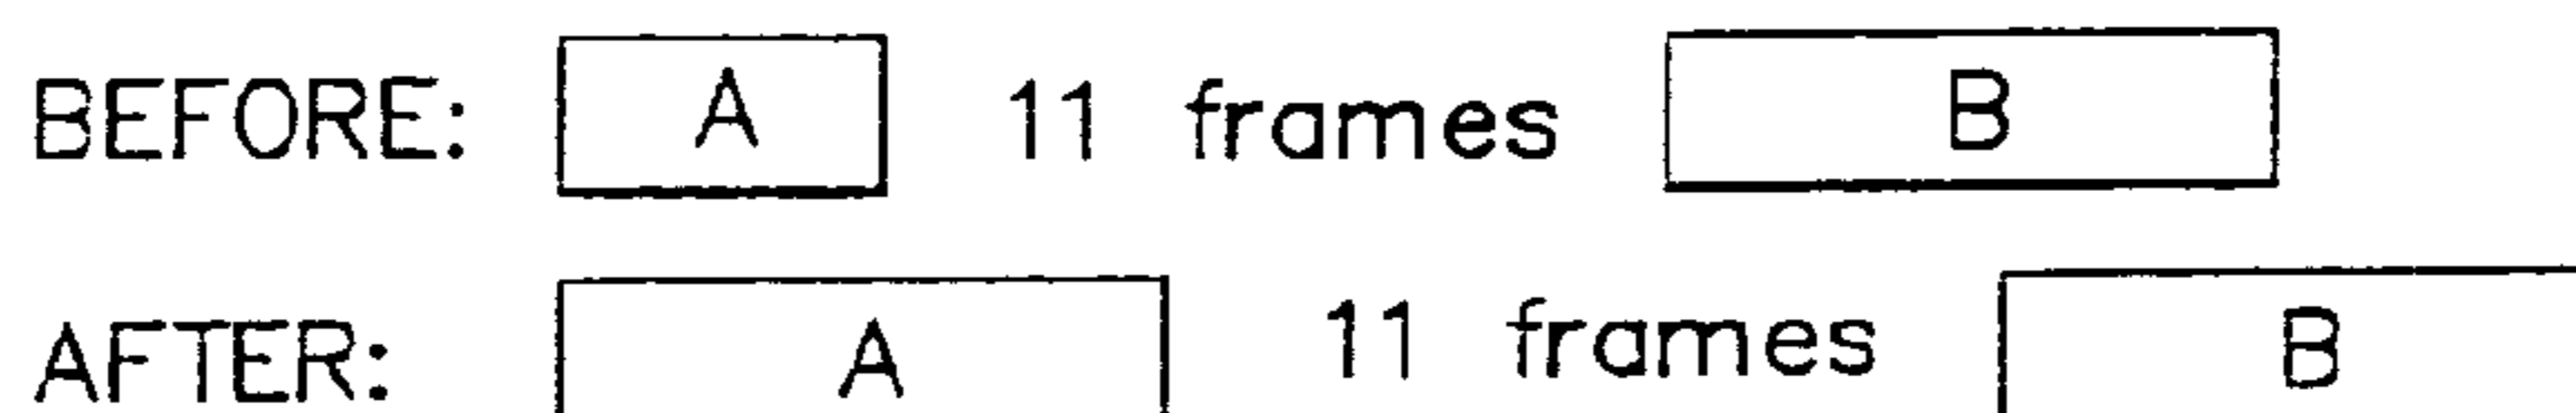 BEFORE: A 11 frames B
AFTER: A 11 frames B